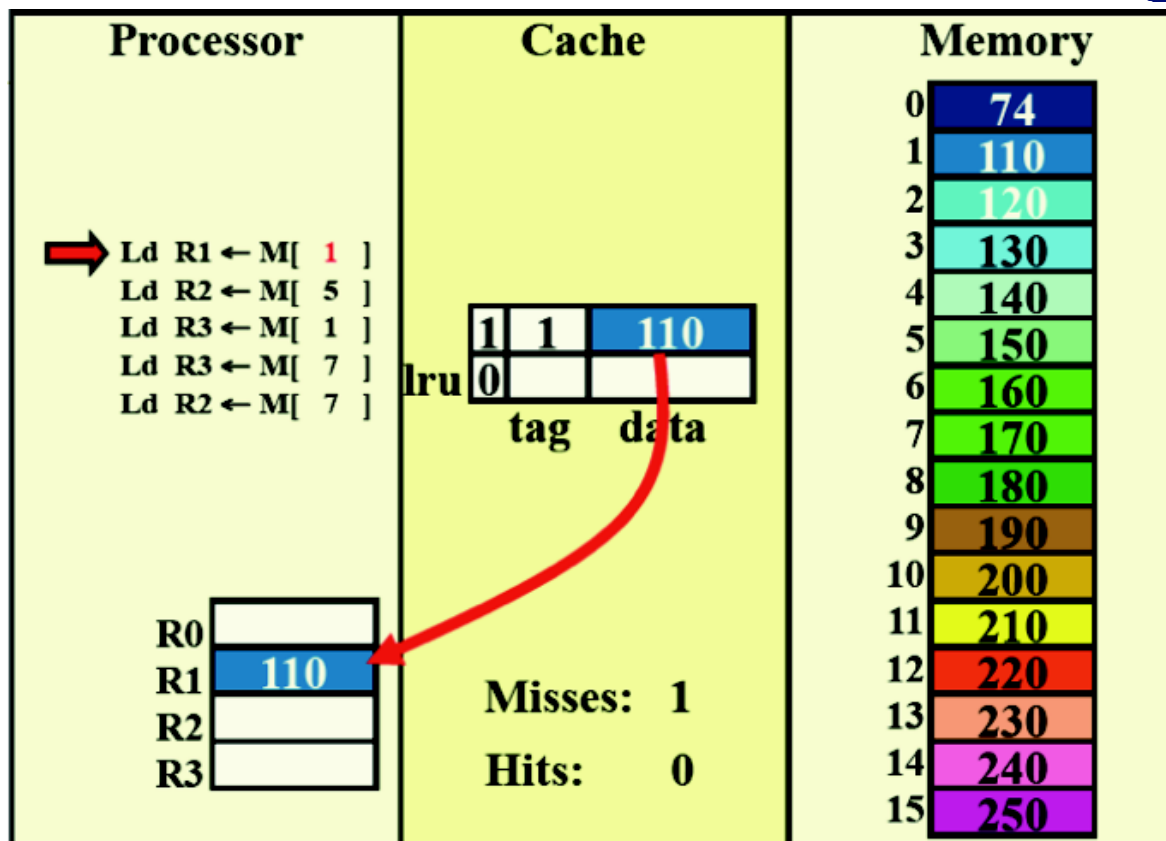 Processor
Cache
Memory
Ld R1 ← M[ 1 ]
Ld R2 ← M[ 5 ]
Ld R3 ← M[ 1 ]
Ld R3 ← M[ 7 ]
Ld R2 ← M[ 7 ]
R0
R1 110
R2
R3
1 1 110
lru 0
tag data
Misses: 1
Hits: 0
0 74
1 110
2 120
3 130
4 140
5 150
6 160
7 170
8 180
9 190
10 200
11 210
12 220
13 230
14 240
15 250